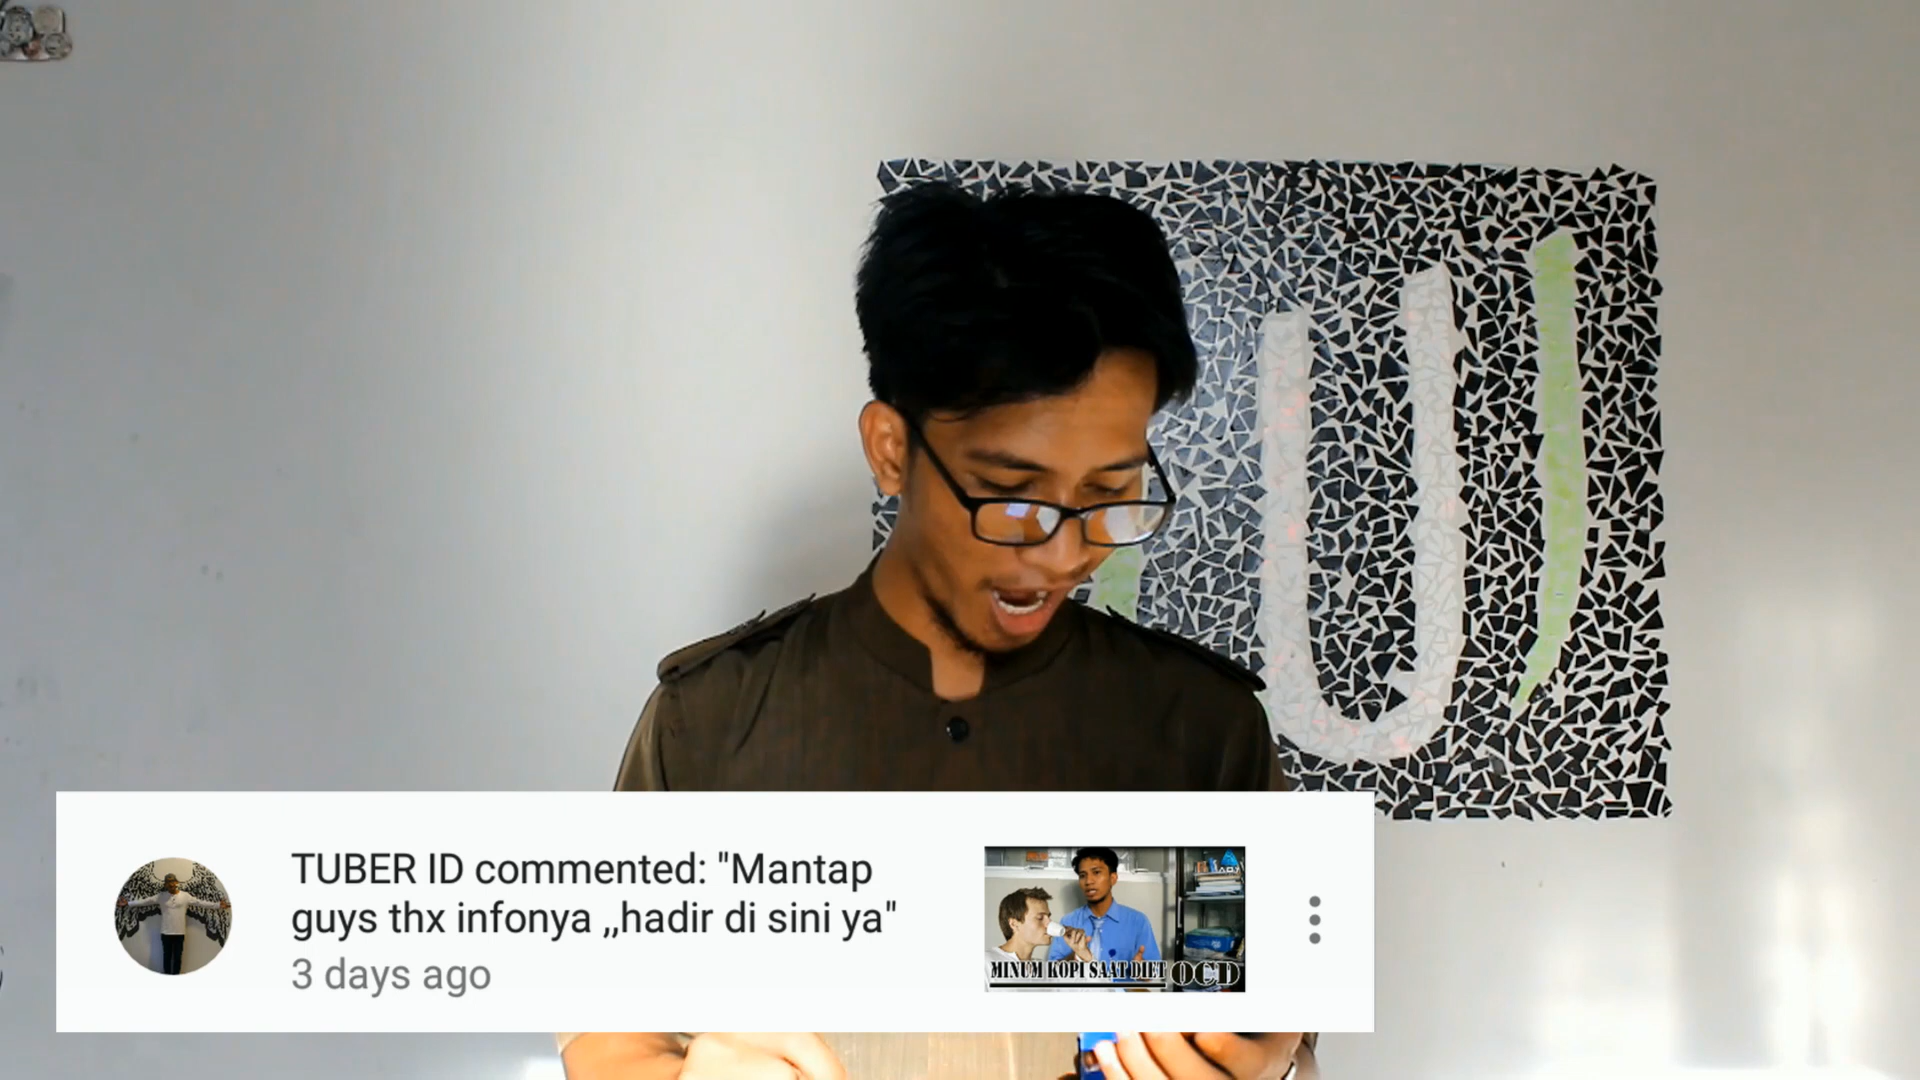 U
TUBER ID commented: "Mantap
guys thx infonya ,,hadir di sini ya"
3 days ago
MINUM KOPI SAAT DIET OCD